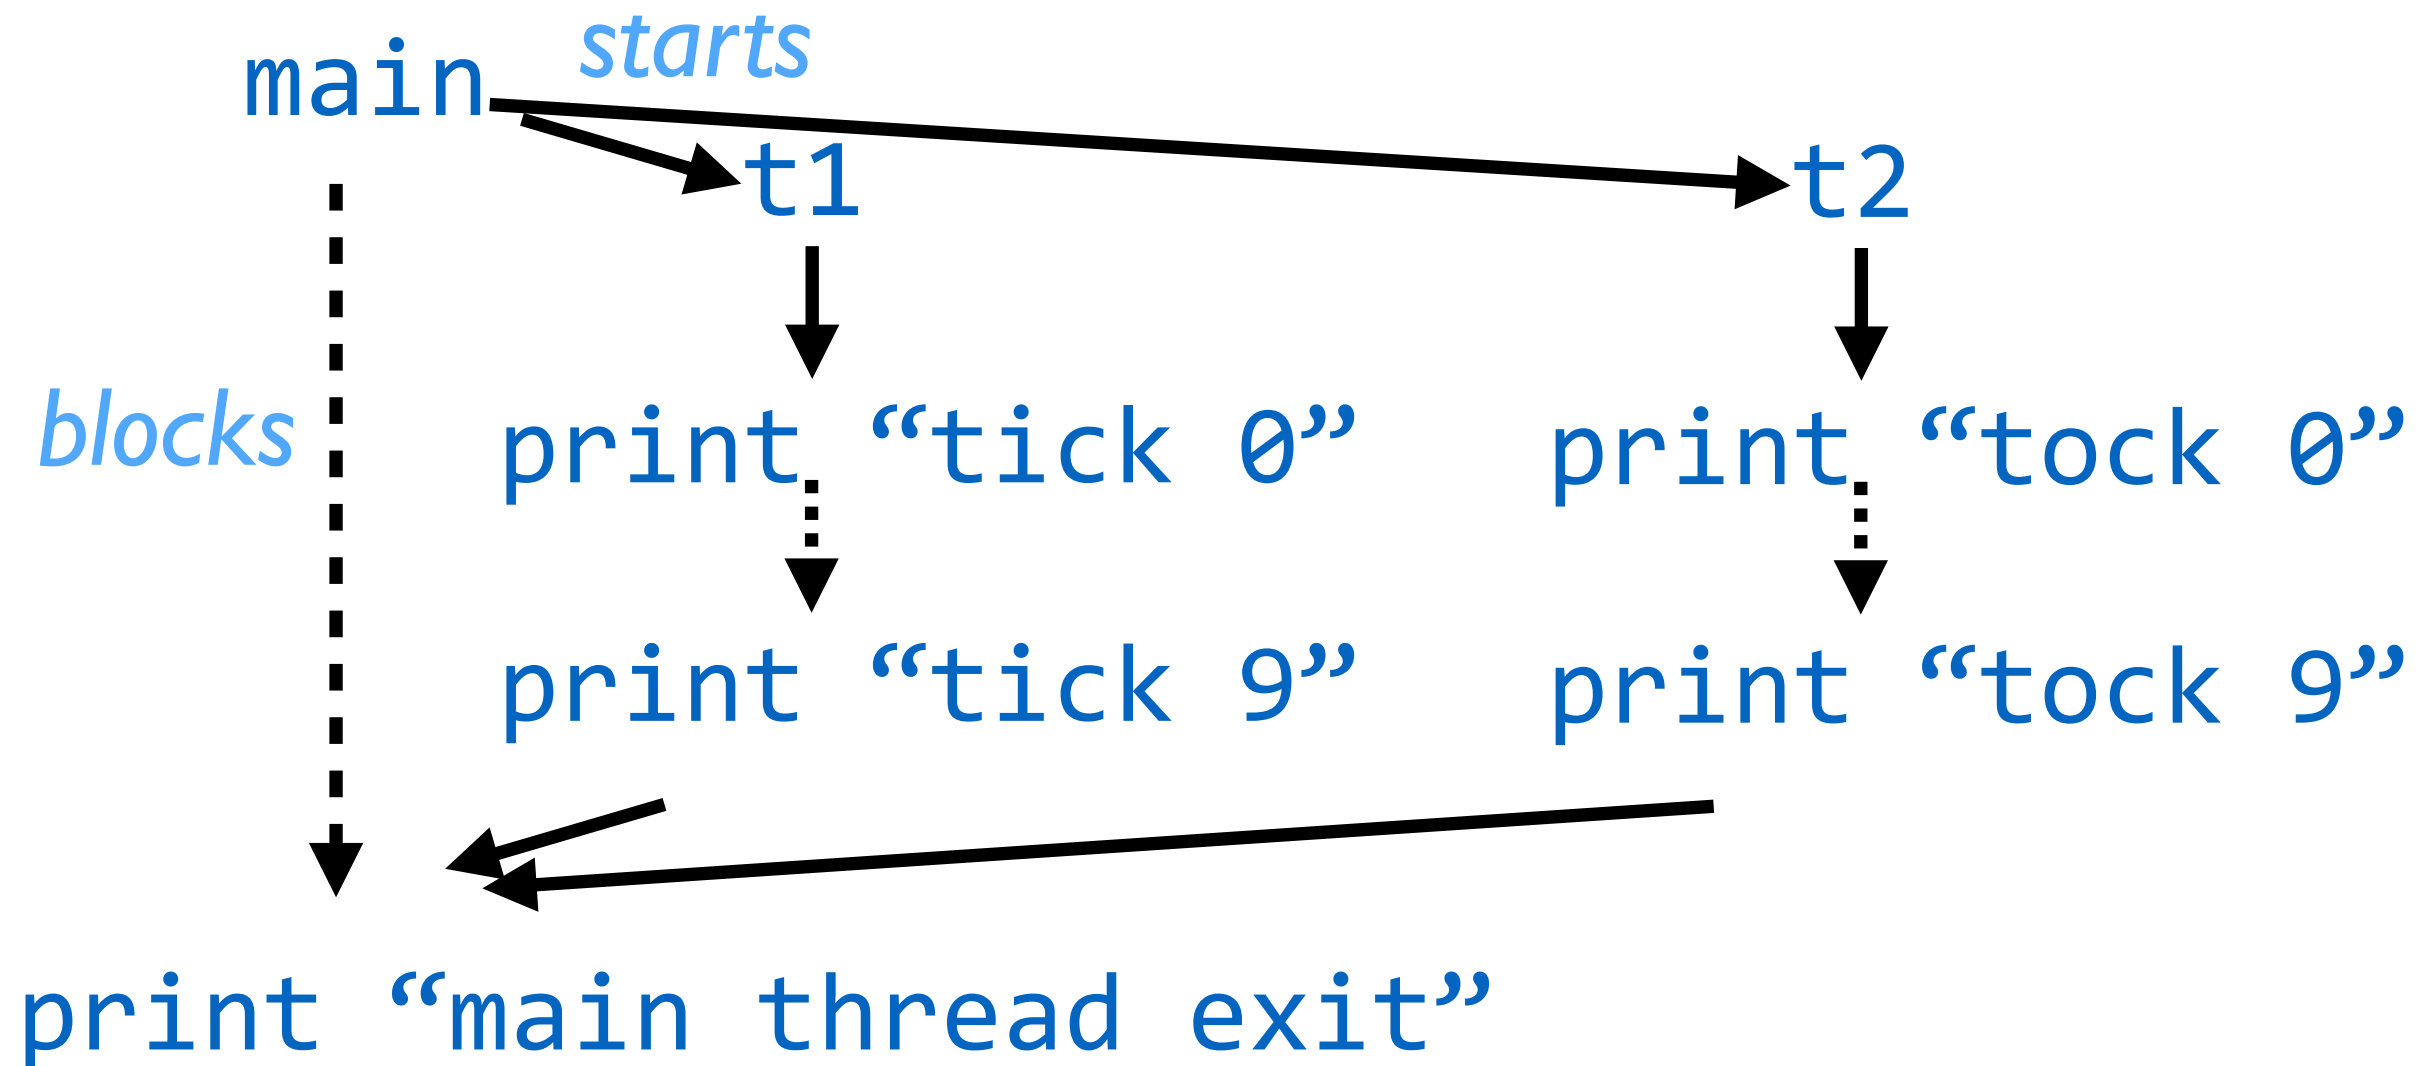 starts
main
t1
t2
blocks
print “tick 0”
print “tock 0”
print “tick 9”
print “tock 9”
print “main thread exit”